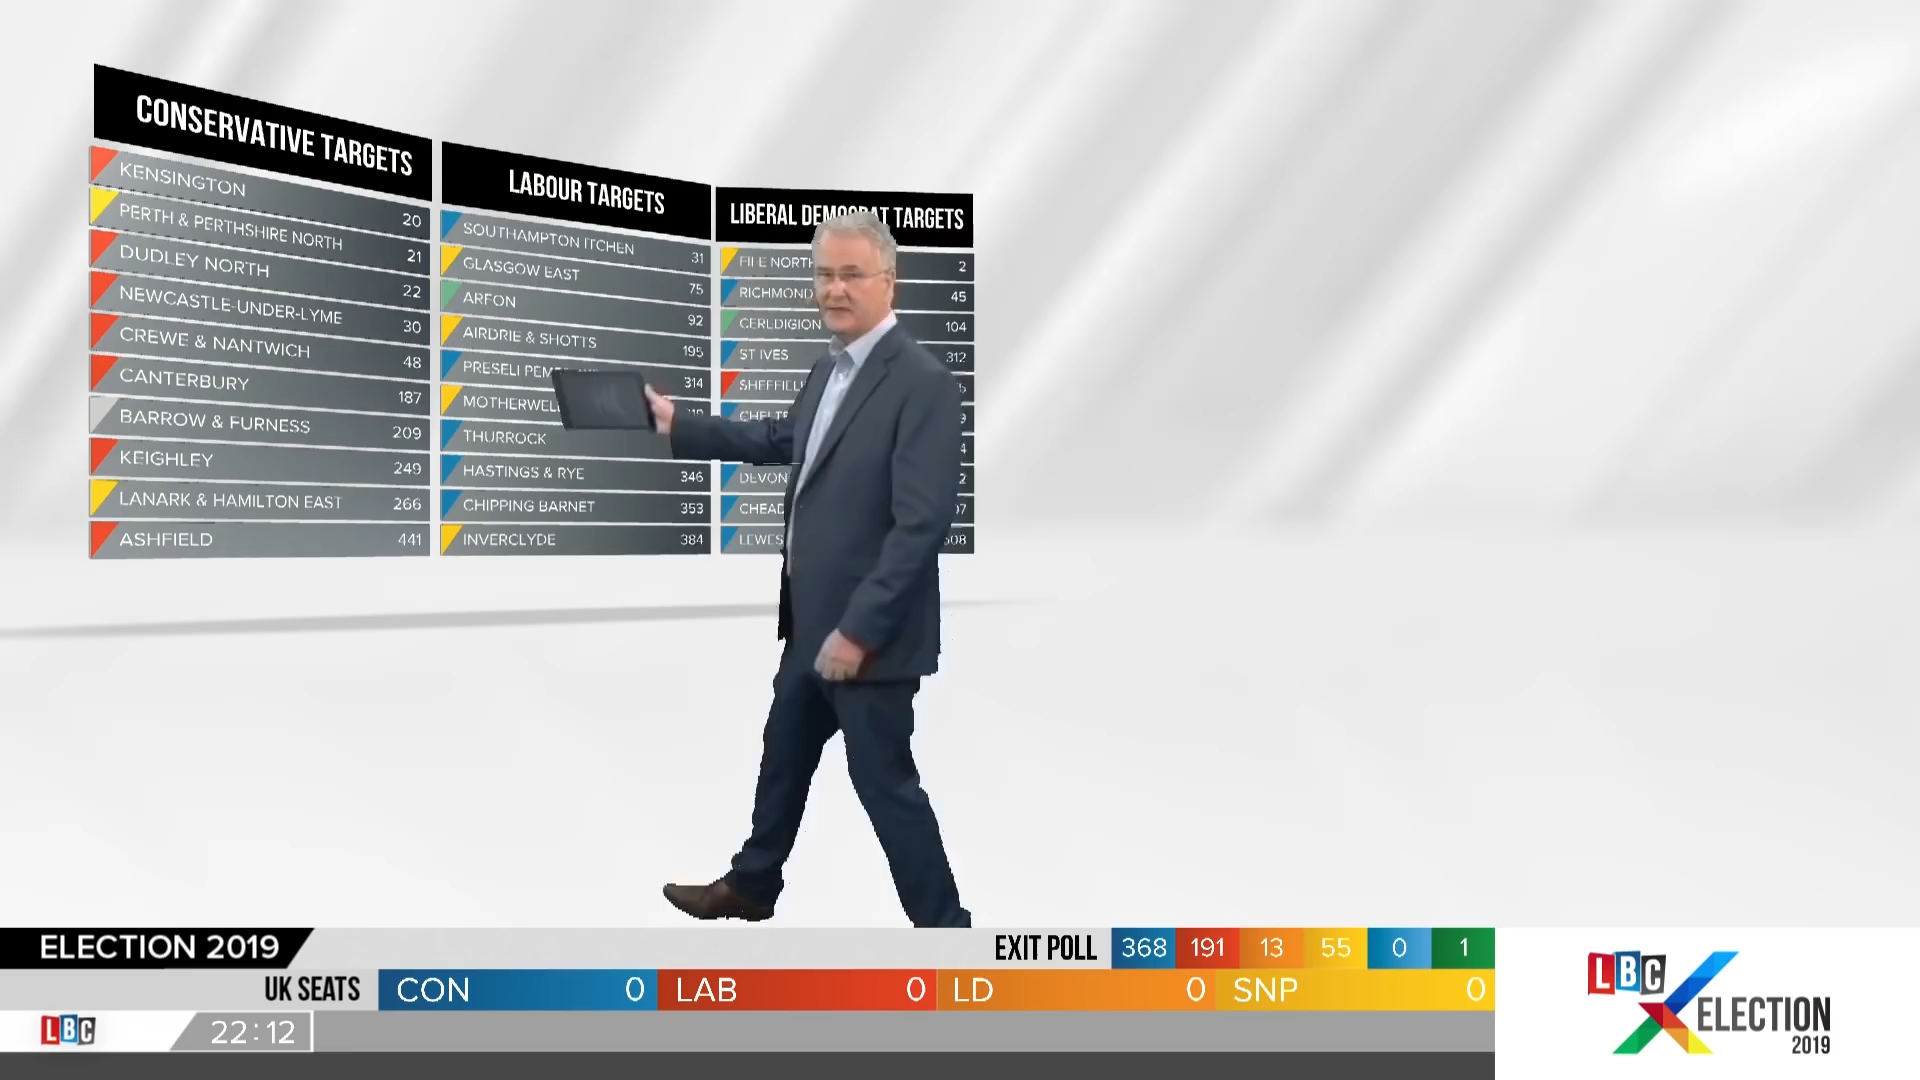 CONSERVATIVE TARGETS
KENSINGTON 20
PERTH & PERTHSHIRE NORTH 21
DUDLEY NORTH 22
NEWCASTLE-UNDER-LYME 30
CREWE & NANTWICH 48
CANTERBURY 187
BARROW & FURNESS 209
KEIGHLEY 249
LANARK & HAMILTON EAST 266
ASHFIELD 441
LABOUR TARGETS
SOUTHAMPTON ITCHEN 31
GLASGOW EAST 75
ARFON 92
AIRDRIE & SHOTTS 195
PRESELI 314
THURROCK
HASTINGS & RYE 346
CHIPPING BARNET 353
INVERCLYDE 384
LIBERAL TARGETS
2
RICHMOND 45
CERLDIGION 104
ST IVES 312
DEVON
LEWES
ELECTION 2019
EXIT POLL 368 191 13 55 0 1
UK SEATS CON 0 LAB 0 LD 0 SNP 0
LBC 22:12
LBC
ELECTION
2019